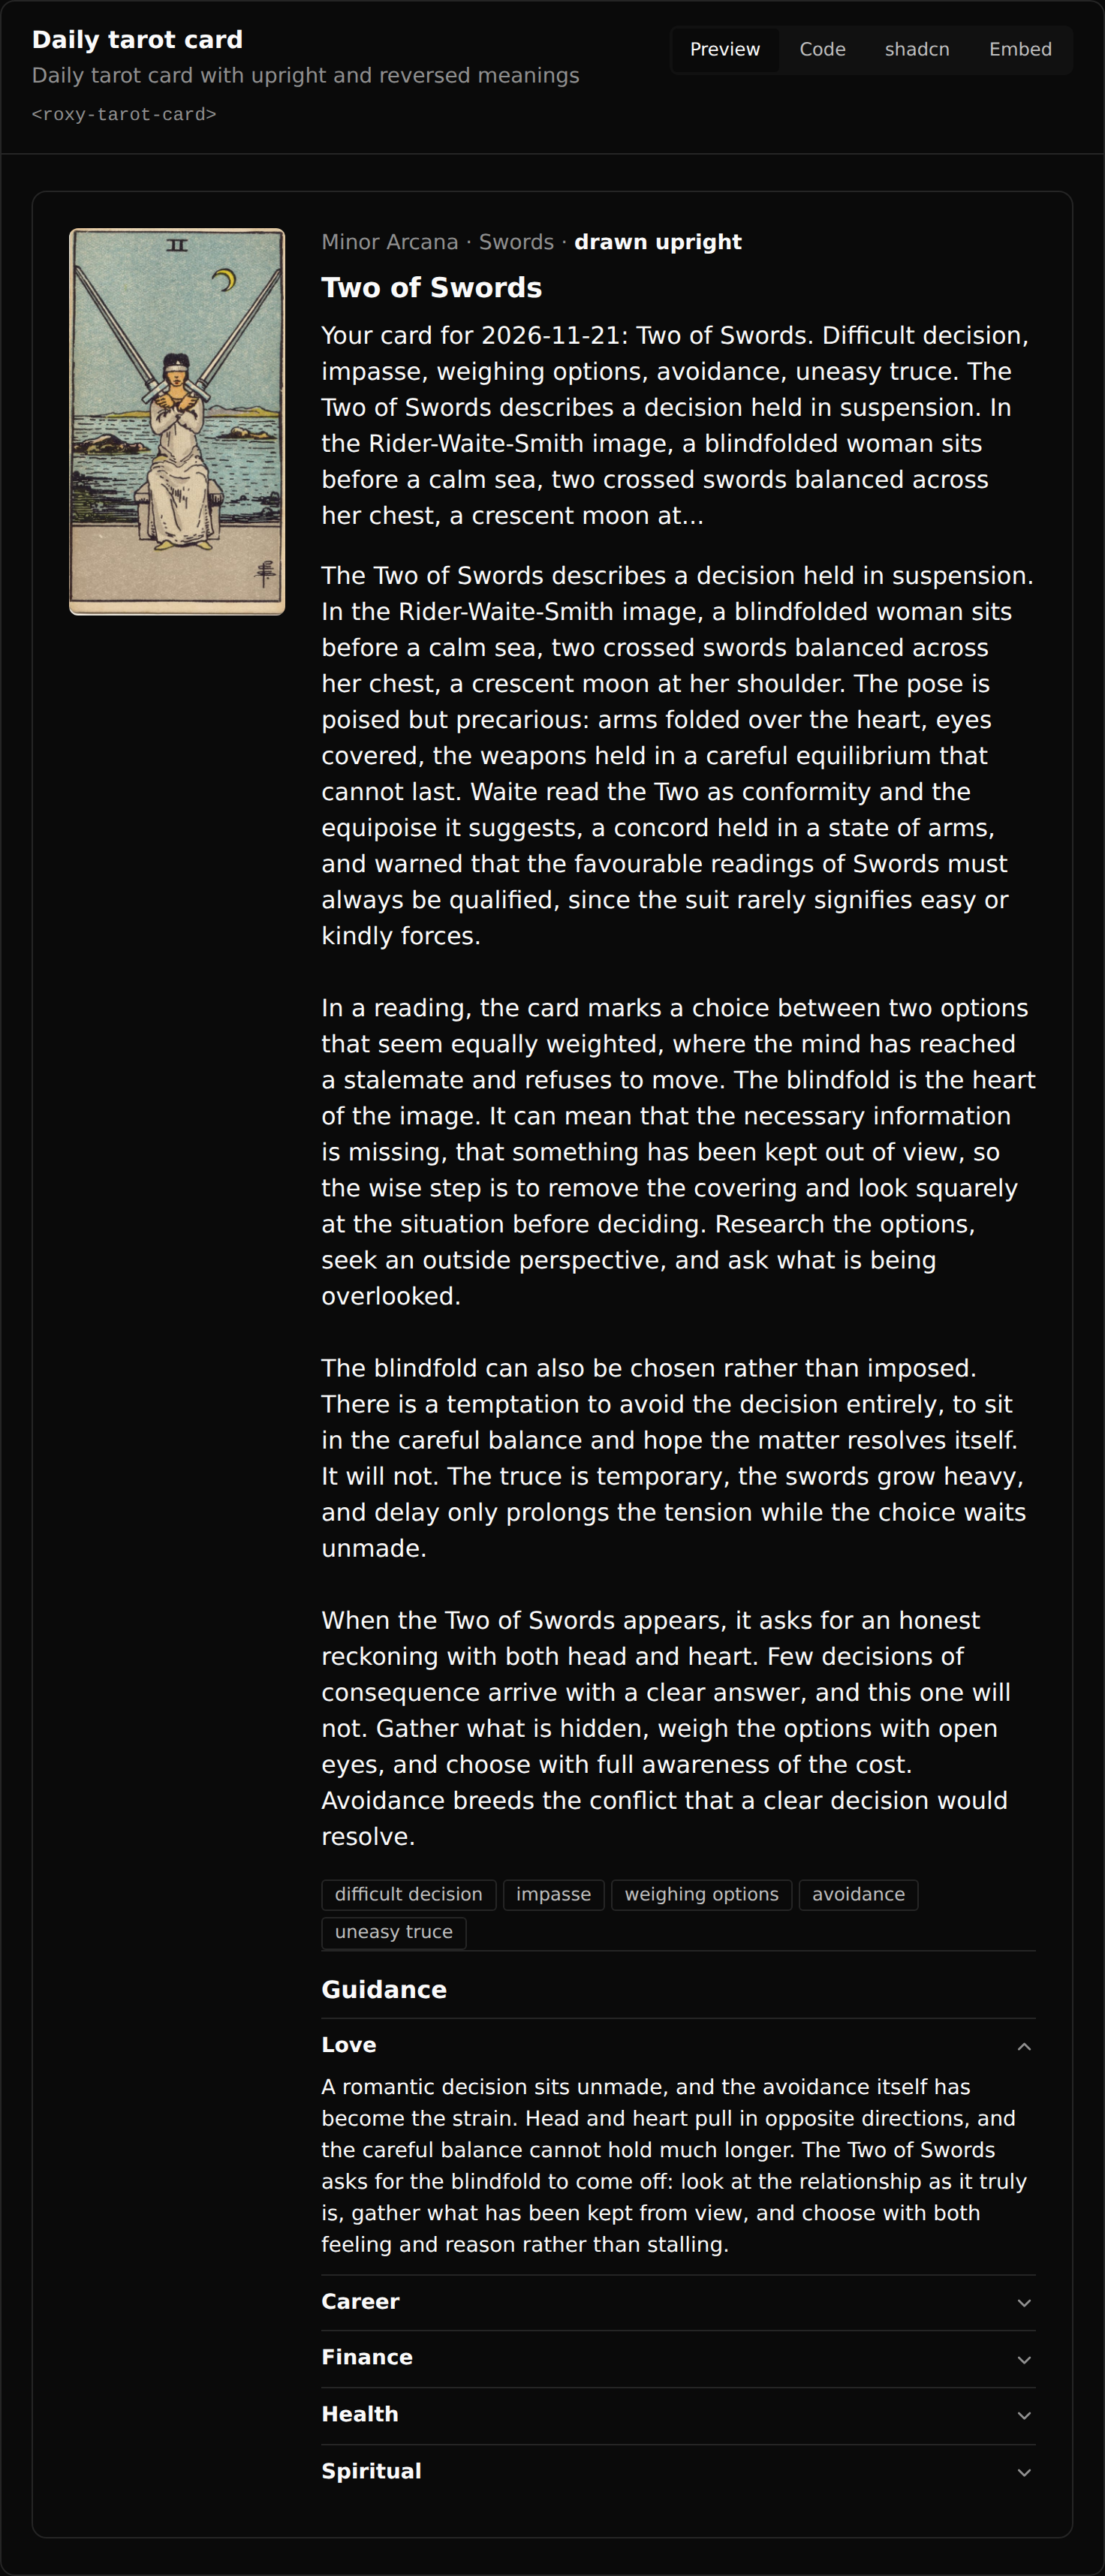 Daily tarot card
Daily tarot card with upright and reversed meanings
<roxy-tarot-card>
Preview
Code
shadcn
Embed
II
Minor Arcana · Swords · drawn upright
Two of Swords
Your card for 2026-11-21: Two of Swords. Difficult decision,
impasse, weighing options, avoidance, uneasy truce. The
Two of Swords describes a decision held in suspension. In
the Rider-Waite-Smith image, a blindfolded woman sits
before a calm sea, two crossed swords balanced across
her chest, a crescent moon at...
The Two of Swords describes a decision held in suspension.
In the Rider-Waite-Smith image, a blindfolded woman sits
before a calm sea, two crossed swords balanced across
her chest, a crescent moon at her shoulder. The pose is
poised but precarious: arms folded over the heart, eyes
covered, the weapons held in a careful equilibrium that
cannot last. Waite read the Two as conformity and the
equipoise it suggests, a concord held in a state of arms,
and warned that the favourable readings of Swords must
always be qualified, since the suit rarely signifies easy or
kindly forces.
In a reading, the card marks a choice between two options
that seem equally weighted, where the mind has reached
a stalemate and refuses to move. The blindfold is the heart
of the image. It can mean that the necessary information
is missing, that something has been kept out of view, so
the wise step is to remove the covering and look squarely
at the situation before deciding. Research the options,
seek an outside perspective, and ask what is being
overlooked.
The blindfold can also be chosen rather than imposed.
There is a temptation to avoid the decision entirely, to sit
in the careful balance and hope the matter resolves itself.
It will not. The truce is temporary, the swords grow heavy,
and delay only prolongs the tension while the choice waits
unmade.
When the Two of Swords appears, it asks for an honest
reckoning with both head and heart. Few decisions of
consequence arrive with a clear answer, and this one will
not. Gather what is hidden, weigh the options with open
eyes, and choose with full awareness of the cost.
Avoidance breeds the conflict that a clear decision would
resolve.
difficult decision
impasse
weighing options
avoidance
uneasy truce
Guidance
Love
A romantic decision sits unmade, and the avoidance itself has
become the strain. Head and heart pull in opposite directions, and
the careful balance cannot hold much longer. The Two of Swords
asks for the blindfold to come off: look at the relationship as it truly
is, gather what has been kept from view, and choose with both
feeling and reason rather than stalling.
Career
Finance
Health
Spiritual